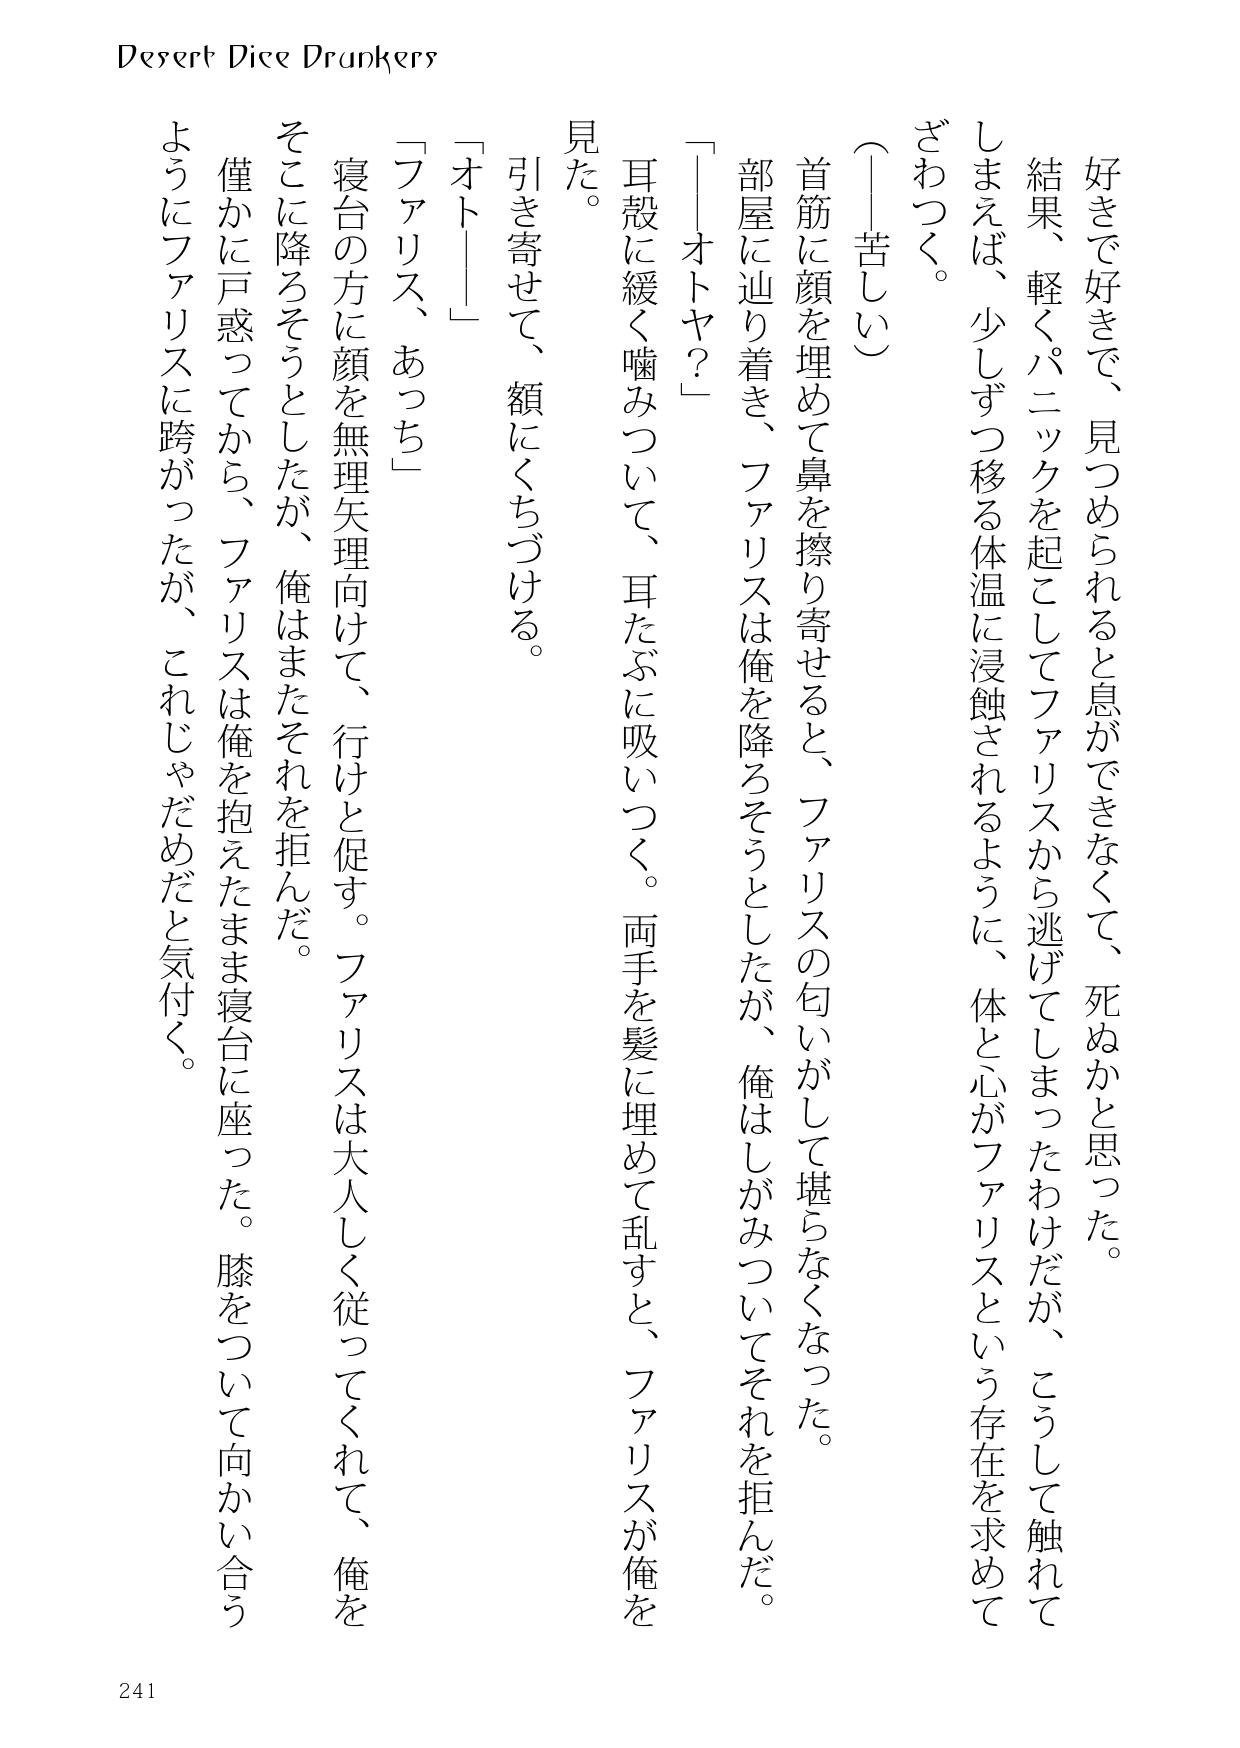 Desert Dice Drunkers
　好きで好きで、見つめられると息ができなくて、死ぬかと思った。
　結果、軽くパニックを起こしてファリスから逃げてしまったわけだが、こうして触れて
しまえば、少しずつ移る体温に浸蝕されるように、体と心がファリスという存在を求めて
ざわつく。
（――苦しい）
　首筋に顔を埋めて鼻を擦り寄せると、ファリスの匂いがして堪らなくなった。
　部屋に辿り着き、ファリスは俺を降ろそうとしたが、俺はしがみついてそれを拒んだ。
「――オトヤ？」
　耳殻に緩く噛みついて、耳たぶに吸いつく。両手を髪に埋めて乱すと、ファリスが俺を
見た。
　引き寄せて、額にくちづける。
「オト――」
「ファリス、あっち」
　寝台の方に顔を無理矢理向けて、行けと促す。ファリスは大人しく従ってくれて、俺を
そこに降ろそうとしたが、俺はまたそれを拒んだ。
　僅かに戸惑ってから、ファリスは俺を抱えたまま寝台に座った。膝をついて向かい合う
ようにファリスに跨がったが、これじゃだめだと気付く。
241